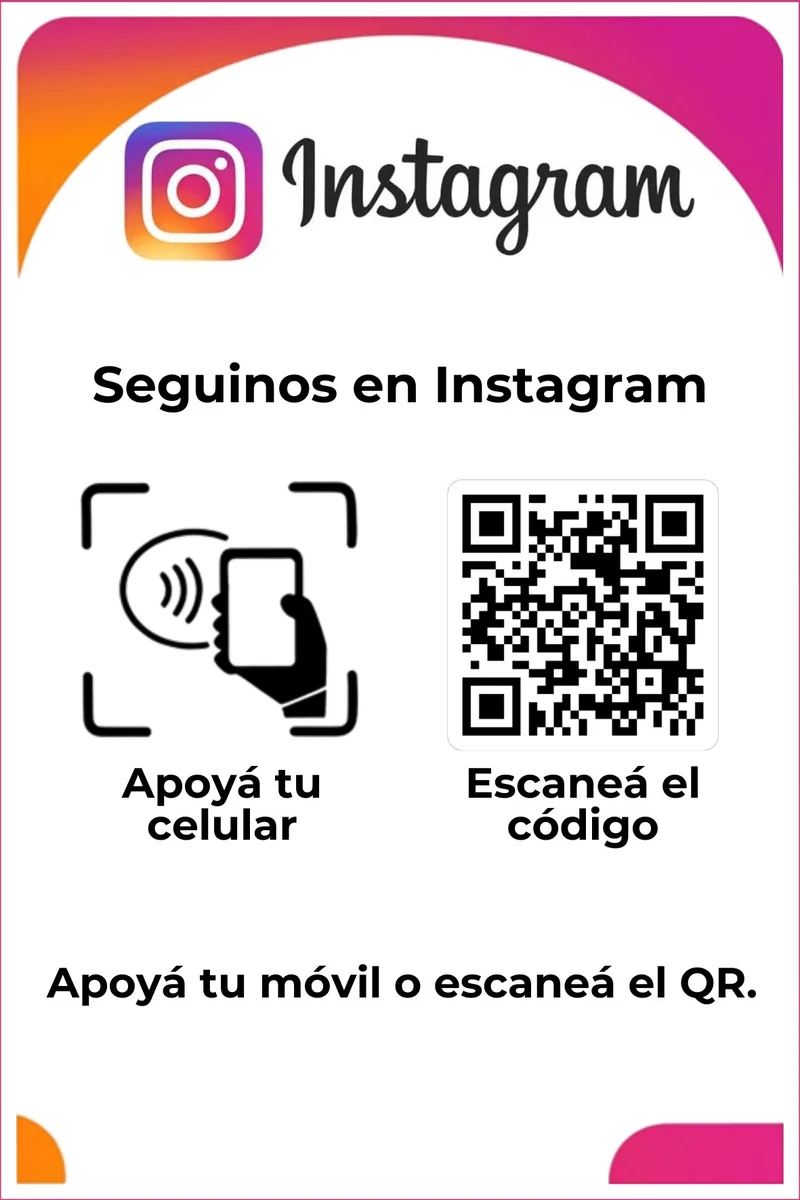 Instagram
Seguinos en Instagram
Apoyá tu
celular
Escaneá el
código
Apoyá tu móvil o escaneá el QR.